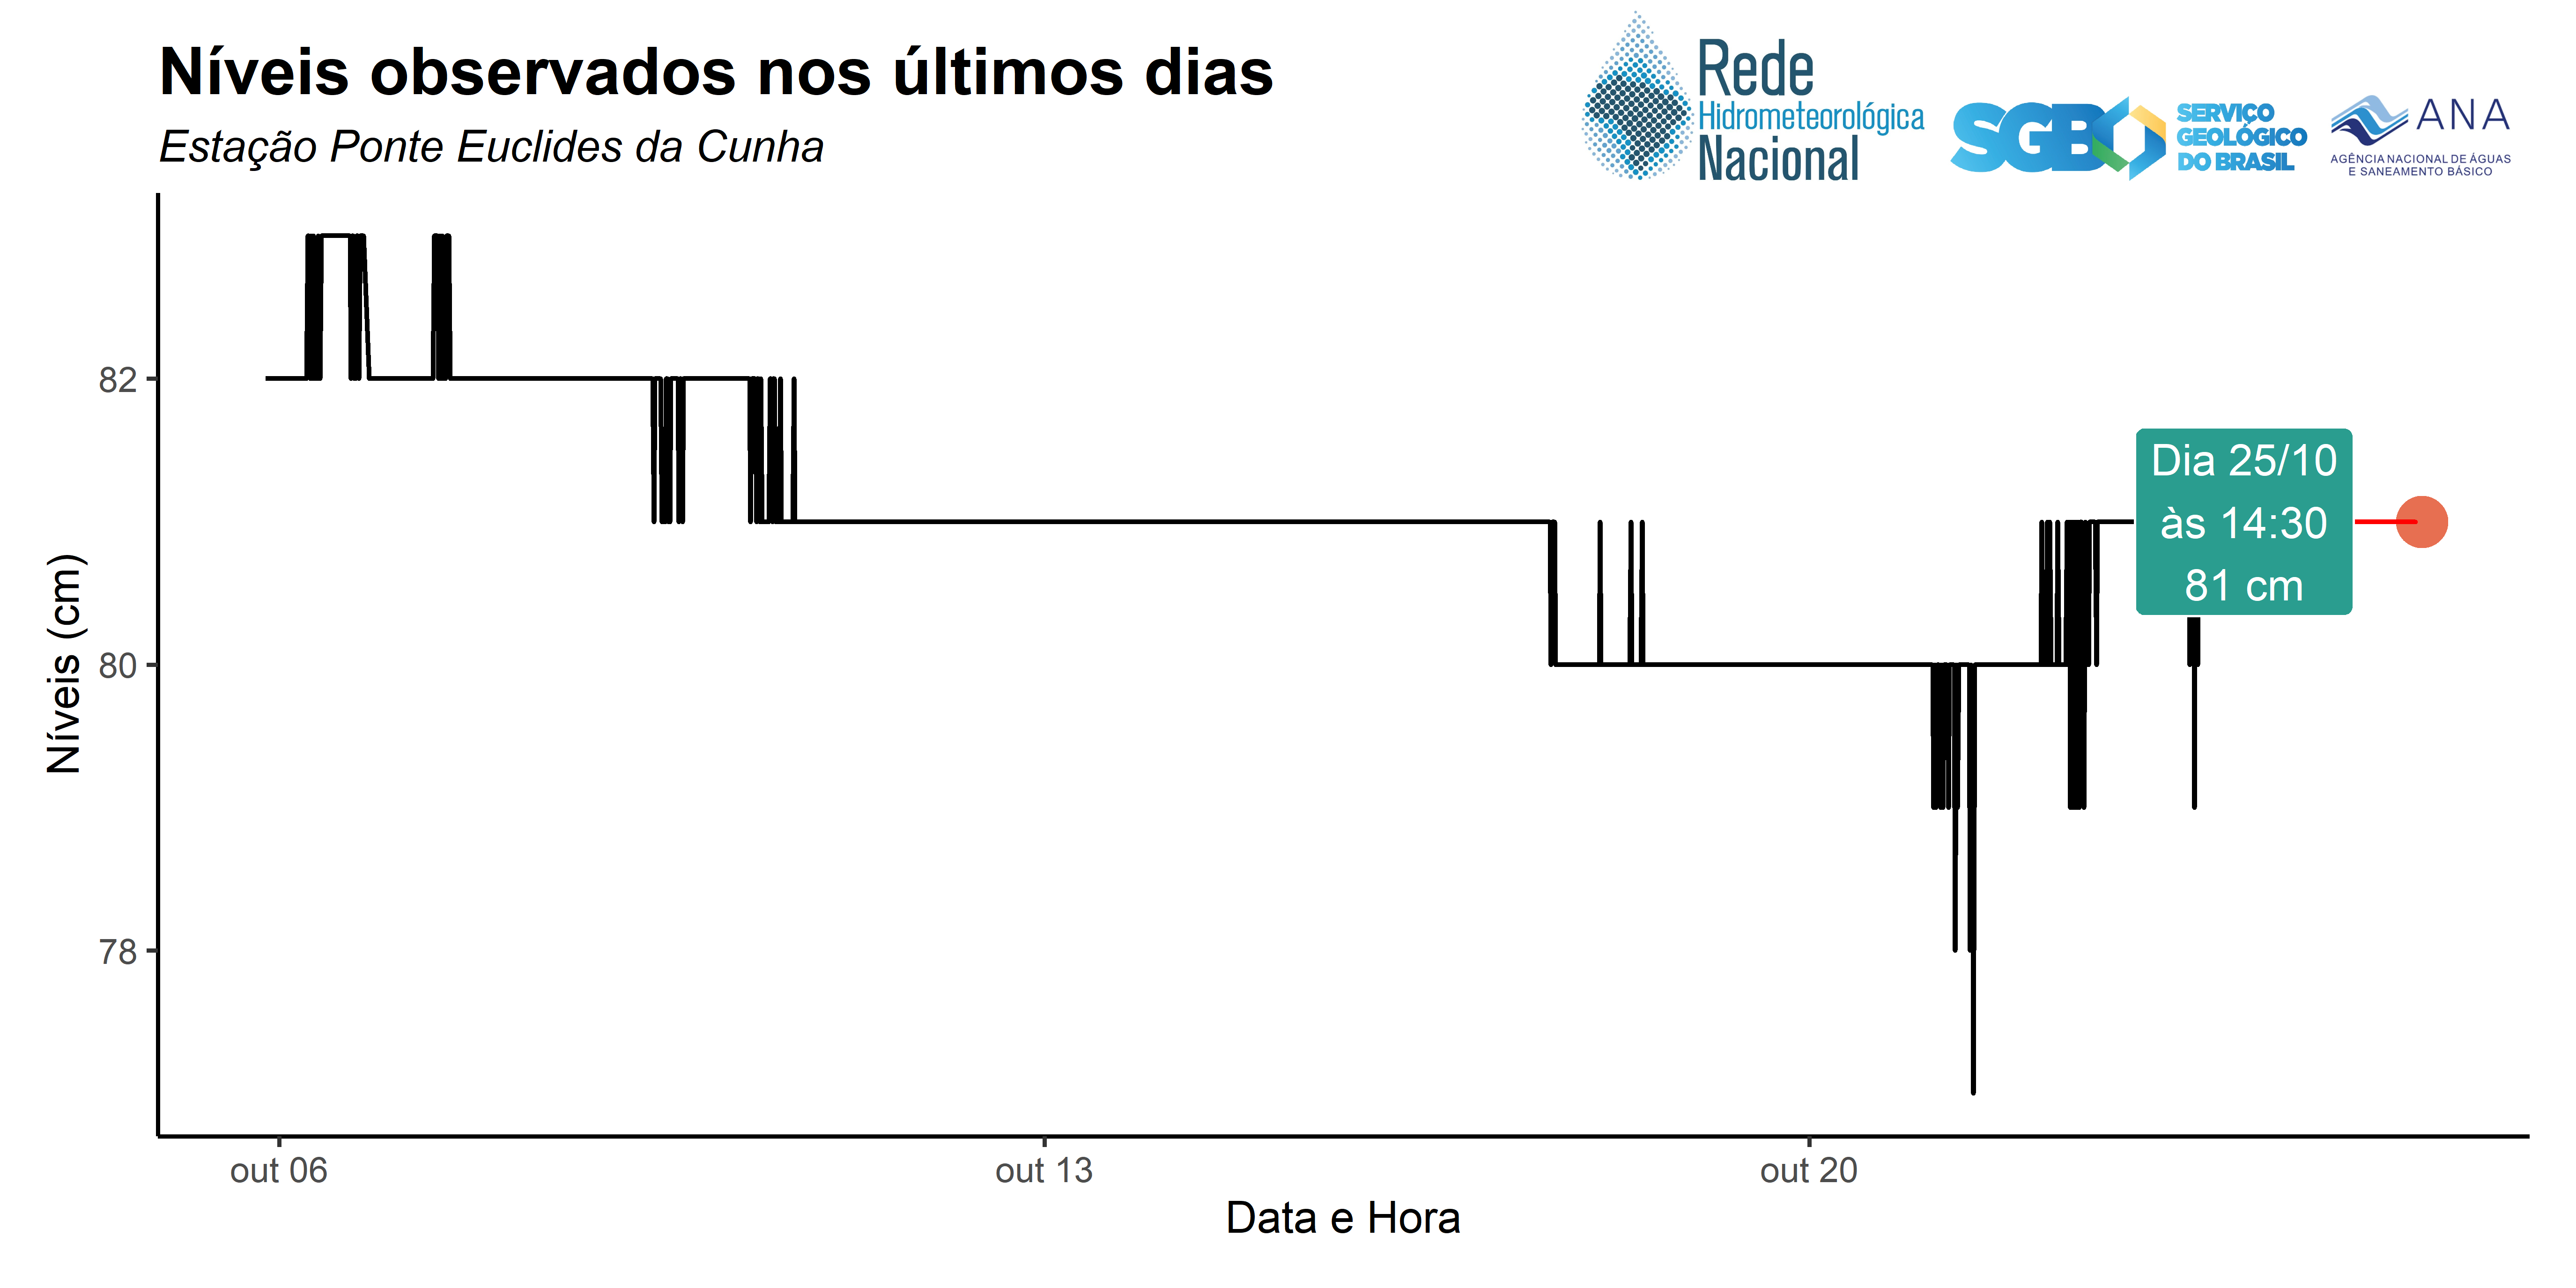 Níveis observados nos últimos dias
Estação Ponte Euclides da Cunha
Rede
Hidrometeorológica
Nacional
SGB
SERVIÇO
GEOLÓGICO
DO BRASIL
ANA
AGÊNCIA NACIONAL DE ÁGUAS
E SANEAMENTO BÁSICO
Níveis (cm)
82
80
78
Dia 25/10
às 14:30
81 cm
out 06
out 13
out 20
Data e Hora